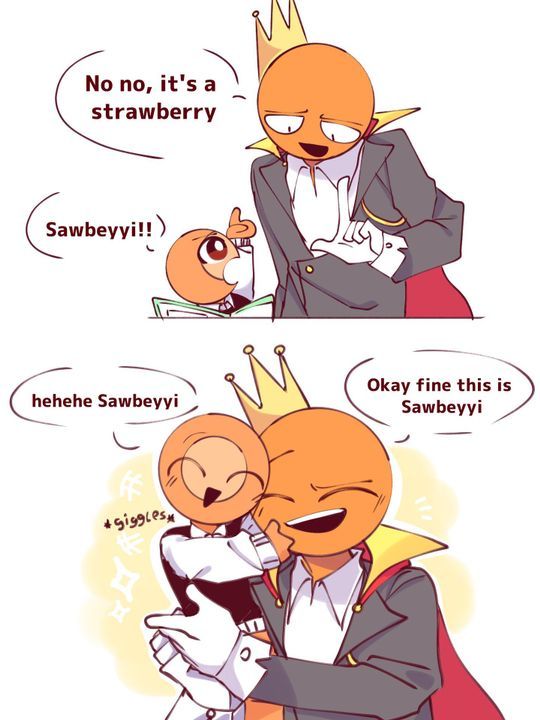 No no, it's a
strawberry
Sawbeyyi!!
hehehe Sawbeyyi
Okay fine this is
Sawbeyyi
*giggles*